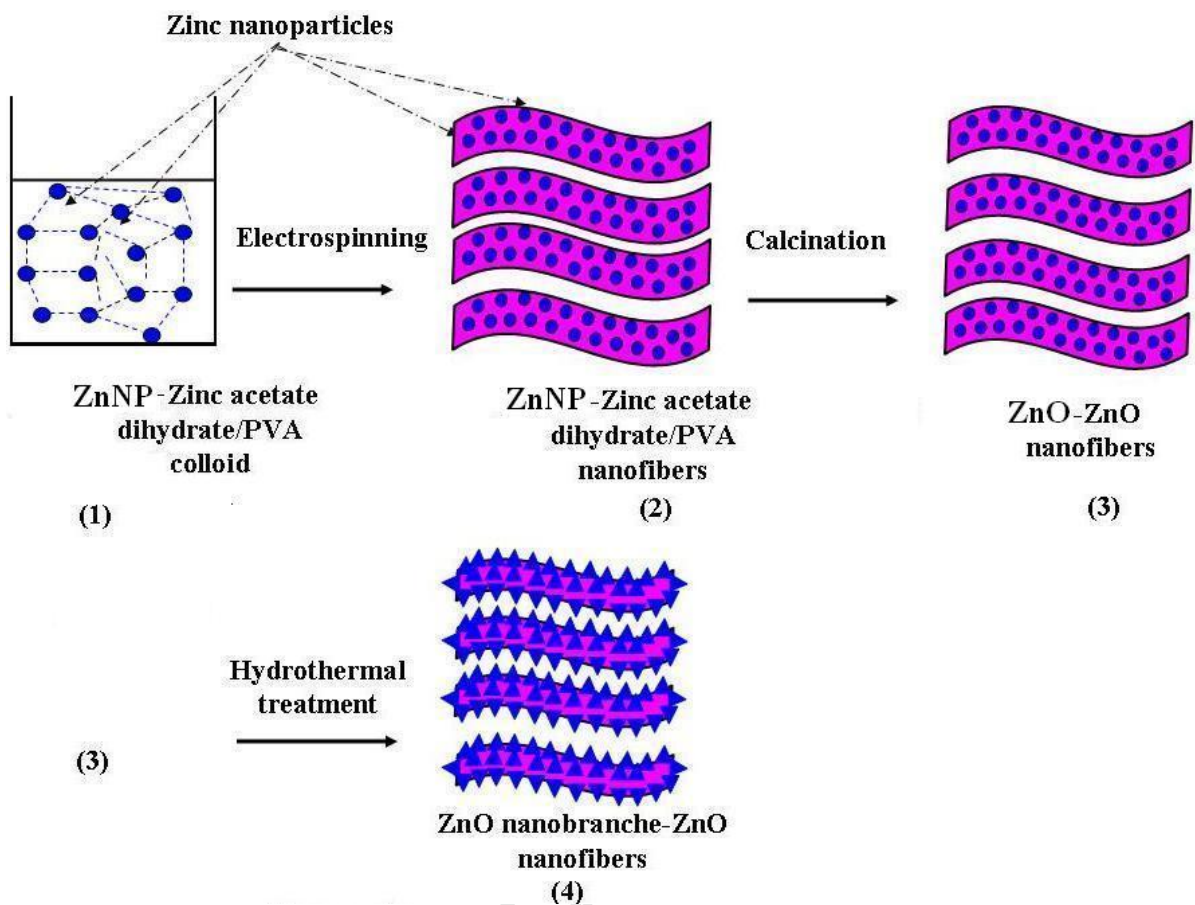 Zinc nanoparticles
Electrospinning
Calcination
ZnNP-Zinc acetate
dihydrate/PVA
colloid
(1)
ZnNP-Zinc acetate
dihydrate/PVA
nanofibers
(2)
ZnO-ZnO
nanofibers
(3)
(3)
Hydrothermal
treatment
ZnO nanobranche-ZnO
nanofibers
(4)